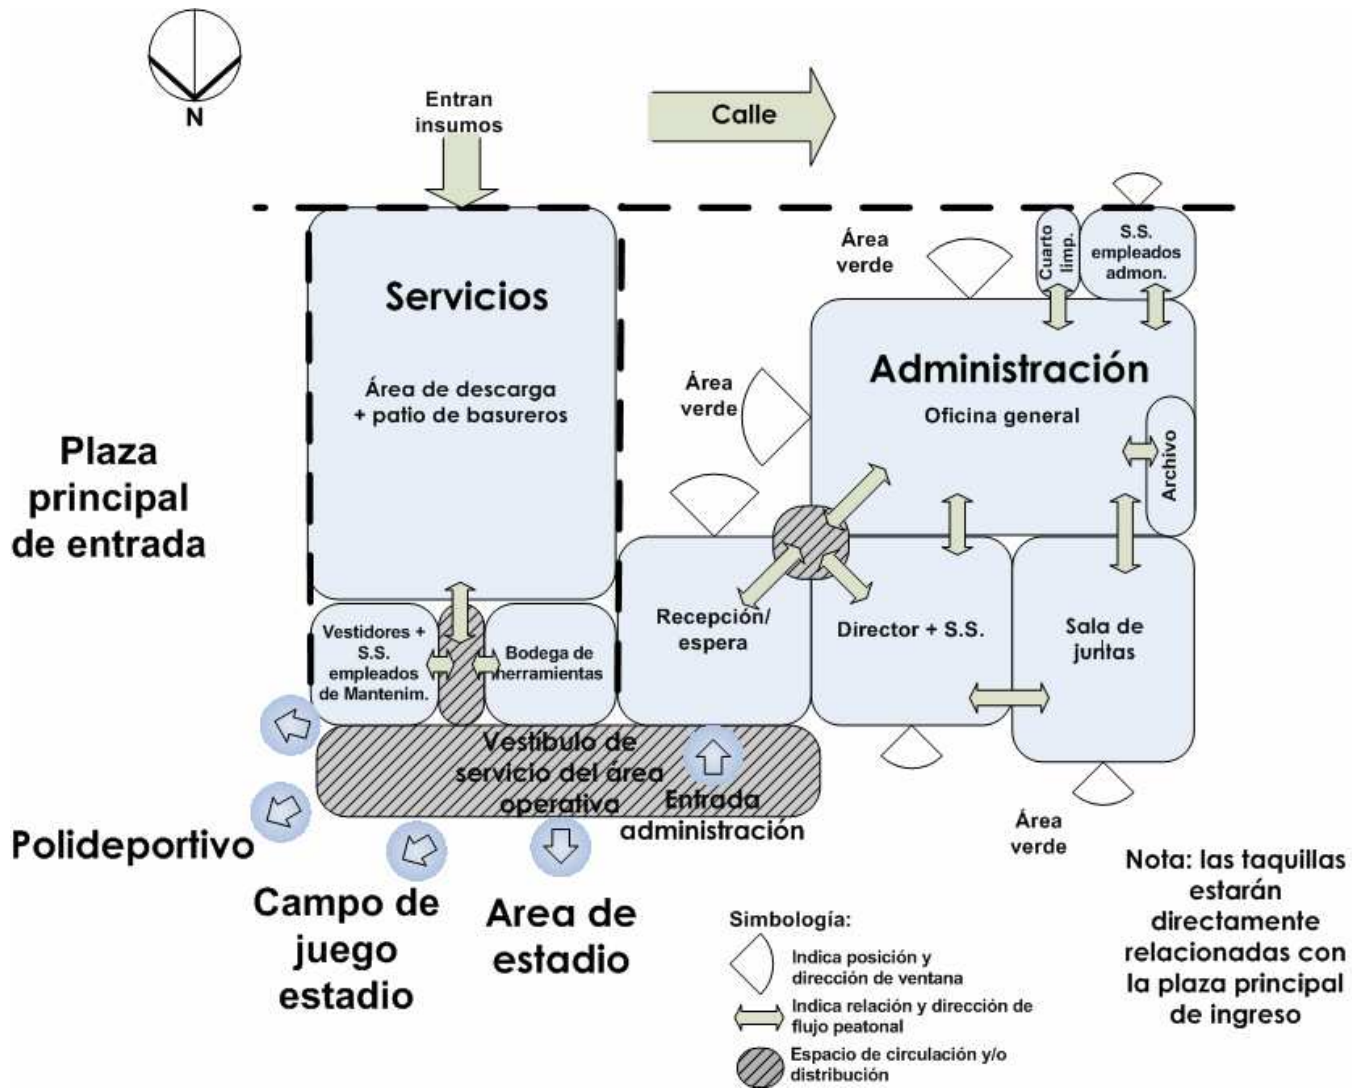 N
Entran
insumos
Calle
Área
verde
Cuarto
limp.
S.S.
empleados
admon.
Servicios
Área de descarga
+ patio de basureros
Área
verde
Administración
Oficina general
Archivo
Plaza
principal
de entrada
Vestidores +
S.S.
empleados
de Mantenim.
Bodega de
herramientas
Recepción/
espera
Director + S.S.
Sala de
juntas
Vestíbulo de
servicio del área
operativa
Entrada
administración
Polideportivo
Campo de
juego
estadio
Area de
estadio
Área
verde
Nota: las taquillas
estarán
directamente
relacionadas con
la plaza principal
de ingreso
Simbología:
Indica posición y
dirección de ventana
Indica relación y dirección de
flujo peatonal
Espacio de circulación y/o
distribución